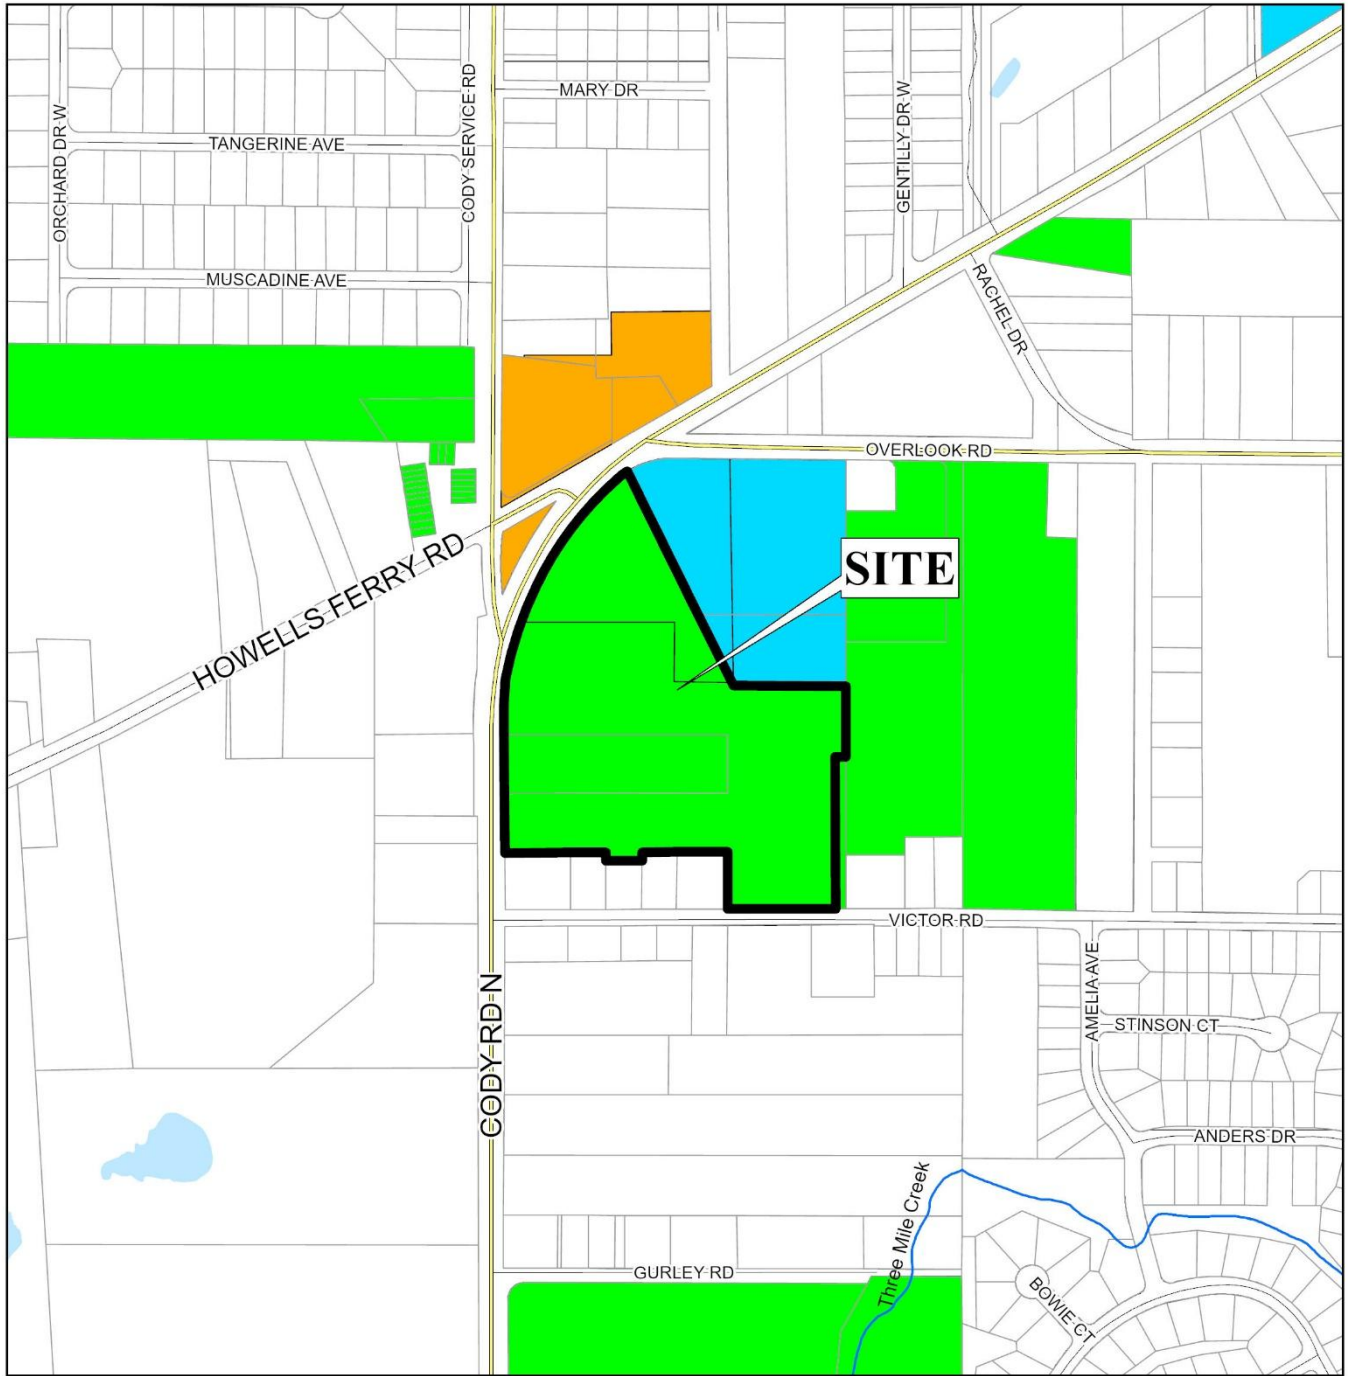 MARY DR
TANGERINE AVE
ORCHARD DR W
CODY SERVICE RD
GENTILLY DR W
MUSCADINE AVE
RACHEL DR
OVERLOOK RD
SITE
HOWELLS FERRY RD
VICTOR RD
CODY RD N
AMELIA AVE
STINSON CT
ANDERS DR
Three Mile Creek
GURLEY RD
BOWIE CT